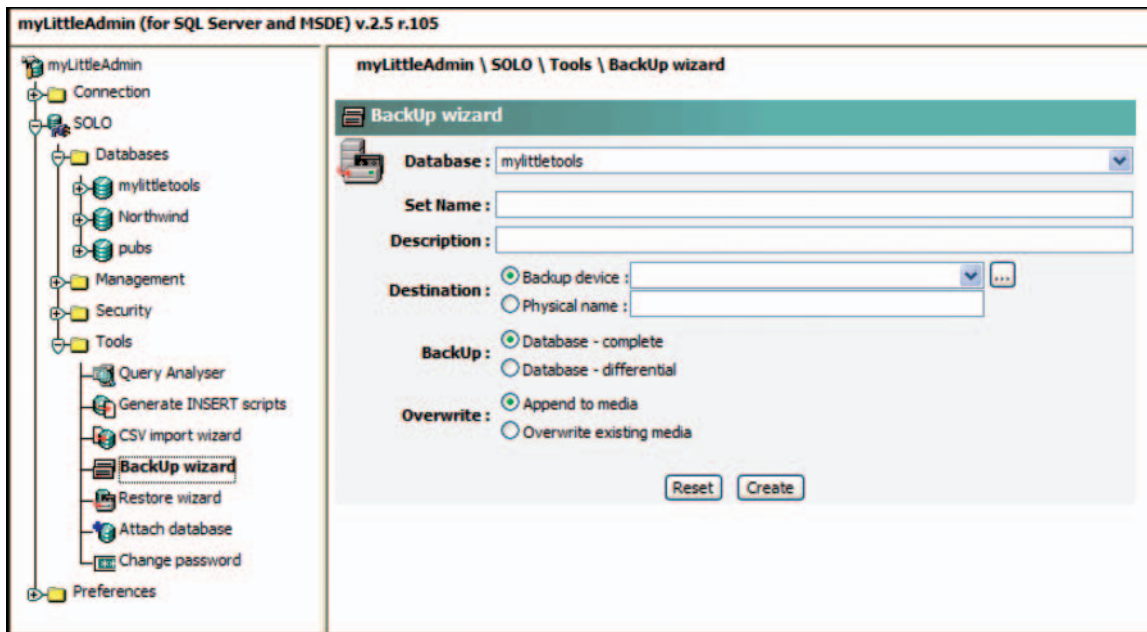 myLittleAdmin (for SQL Server and MSDE) v.2.5 r.105
myLittleAdmin
Connection
SOLO
Databases
mylittletools
Northwind
pubs
Management
Security
Tools
Query Analyser
Generate INSERT scripts
CSV import wizard
BackUp wizard
Restore wizard
Attach database
Change password
Preferences
myLittleAdmin \ SOLO \ Tools \ BackUp wizard
BackUp wizard
Database : mylittletools
Set Name :
Description :
Destination : Backup device : ...
Physical name :
BackUp : Database - complete
Database - differential
Overwrite : Append to media
Overwrite existing media
Reset Create